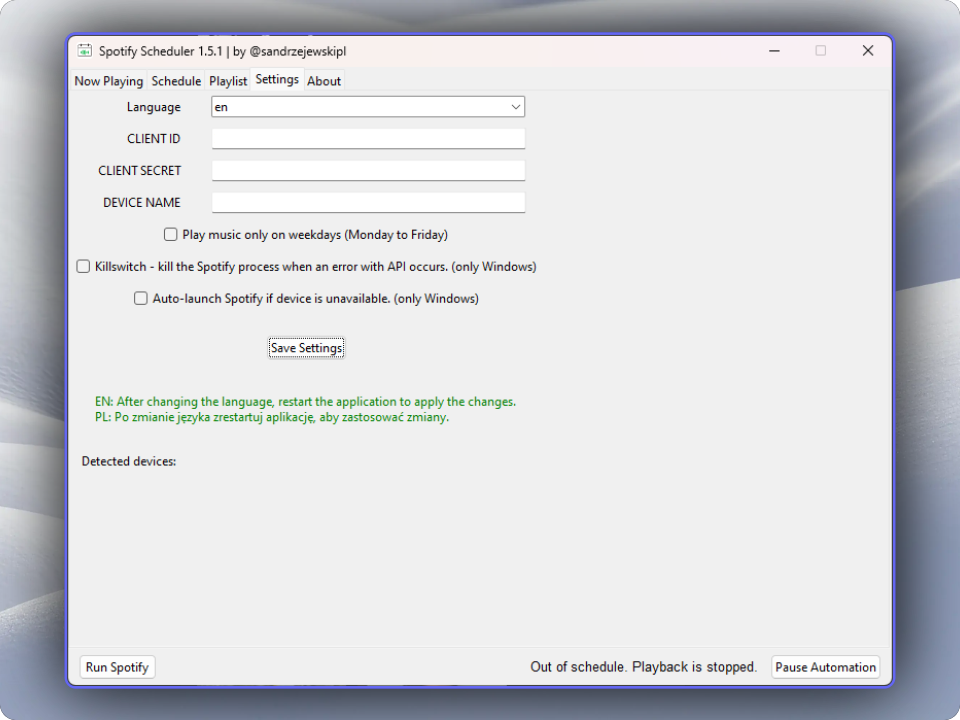 Spotify Scheduler 1.5.1 | by @sandrzejewskipl
Now Playing Schedule Playlist Settings About
Language en
CLIENT ID
CLIENT SECRET
DEVICE NAME
Play music only on weekdays (Monday to Friday)
Killswitch - kill the Spotify process when an error with API occurs. (only Windows)
Auto-launch Spotify if device is unavailable. (only Windows)
Save Settings
EN: After changing the language, restart the application to apply the changes.
PL: Po zmianie języka zrestartuj aplikację, aby zastosować zmiany.
Detected devices:
Run Spotify Out of schedule. Playback is stopped. Pause Automation